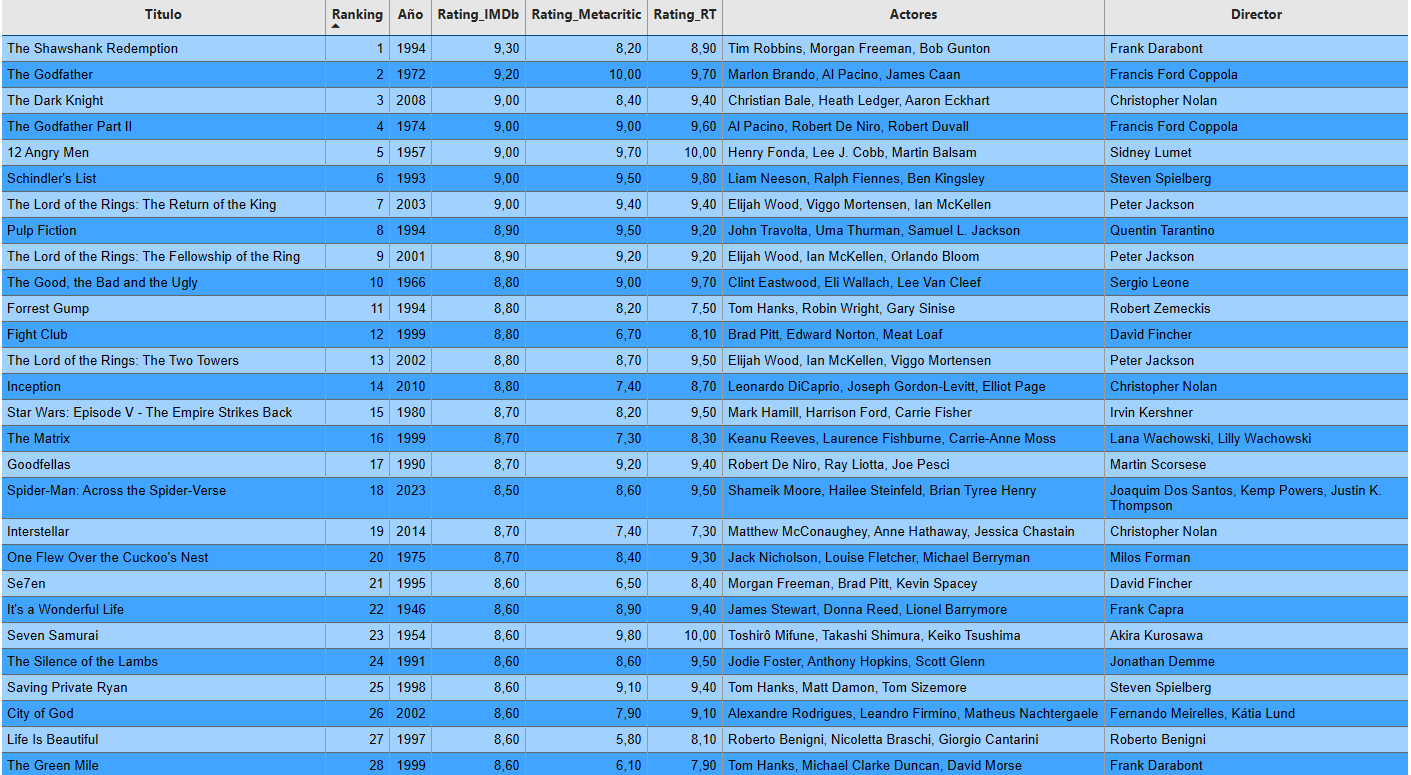 Titulo Ranking Año Rating_IMDb Rating_Metacritic Rating_RT Actores Director
The Shawshank Redemption 1 1994 9,30 8,20 8,90 Tim Robbins, Morgan Freeman, Bob Gunton Frank Darabont
The Godfather 2 1972 9,20 10,00 9,70 Marlon Brando, Al Pacino, James Caan Francis Ford Coppola
The Dark Knight 3 2008 9,00 8,40 9,40 Christian Bale, Heath Ledger, Aaron Eckhart Christopher Nolan
The Godfather Part II 4 1974 9,00 9,00 9,60 Al Pacino, Robert De Niro, Robert Duvall Francis Ford Coppola
12 Angry Men 5 1957 9,00 9,70 10,00 Henry Fonda, Lee J. Cobb, Martin Balsam Sidney Lumet
Schindler's List 6 1993 9,00 9,50 9,80 Liam Neeson, Ralph Fiennes, Ben Kingsley Steven Spielberg
The Lord of the Rings: The Return of the King 7 2003 9,00 9,40 9,40 Elijah Wood, Viggo Mortensen, Ian McKellen Peter Jackson
Pulp Fiction 8 1994 8,90 9,50 9,20 John Travolta, Uma Thurman, Samuel L. Jackson Quentin Tarantino
The Lord of the Rings: The Fellowship of the Ring 9 2001 8,90 9,20 9,20 Elijah Wood, Ian McKellen, Orlando Bloom Peter Jackson
The Good, the Bad and the Ugly 10 1966 8,80 9,00 9,70 Clint Eastwood, Eli Wallach, Lee Van Cleef Sergio Leone
Forrest Gump 11 1994 8,80 8,20 7,50 Tom Hanks, Robin Wright, Gary Sinise Robert Zemeckis
Fight Club 12 1999 8,80 6,70 8,10 Brad Pitt, Edward Norton, Meat Loaf David Fincher
The Lord of the Rings: The Two Towers 13 2002 8,80 8,70 9,50 Elijah Wood, Ian McKellen, Viggo Mortensen Peter Jackson
Inception 14 2010 8,80 7,40 8,70 Leonardo DiCaprio, Joseph Gordon-Levitt, Elliot Page Christopher Nolan
Star Wars: Episode V - The Empire Strikes Back 15 1980 8,70 8,20 9,50 Mark Hamill, Harrison Ford, Carrie Fisher Irvin Kershner
The Matrix 16 1999 8,70 7,30 8,30 Keanu Reeves, Laurence Fishburne, Carrie-Anne Moss Lana Wachowski, Lilly Wachowski
Goodfellas 17 1990 8,70 9,20 9,40 Robert De Niro, Ray Liotta, Joe Pesci Martin Scorsese
Spider-Man: Across the Spider-Verse 18 2023 8,50 8,60 9,50 Shameik Moore, Hailee Steinfeld, Brian Tyree Henry Joaquim Dos Santos, Kemp Powers, Justin K.
Thompson
Interstellar 19 2014 8,70 7,40 7,30 Matthew McConaughey, Anne Hathaway, Jessica Chastain Christopher Nolan
One Flew Over the Cuckoo's Nest 20 1975 8,70 8,40 9,30 Jack Nicholson, Louise Fletcher, Michael Berryman Milos Forman
Se7en 21 1995 8,60 6,50 8,40 Morgan Freeman, Brad Pitt, Kevin Spacey David Fincher
It's a Wonderful Life 22 1946 8,60 8,90 9,40 James Stewart, Donna Reed, Lionel Barrymore Frank Capra
Seven Samurai 23 1954 8,60 9,80 10,00 Toshirô Mifune, Takashi Shimura, Keiko Tsushima Akira Kurosawa
The Silence of the Lambs 24 1991 8,60 8,60 9,50 Jodie Foster, Anthony Hopkins, Scott Glenn Jonathan Demme
Saving Private Ryan 25 1998 8,60 9,10 9,40 Tom Hanks, Matt Damon, Tom Sizemore Steven Spielberg
City of God 26 2002 8,60 7,90 9,10 Alexandre Rodrigues, Leandro Firmino, Matheus Nachtergaele Fernando Meirelles, Kátia Lund
Life Is Beautiful 27 1997 8,60 5,80 8,10 Roberto Benigni, Nicoletta Braschi, Giorgio Cantarini Roberto Benigni
The Green Mile 28 1999 8,60 6,10 7,90 Tom Hanks, Michael Clarke Duncan, David Morse Frank Darabont